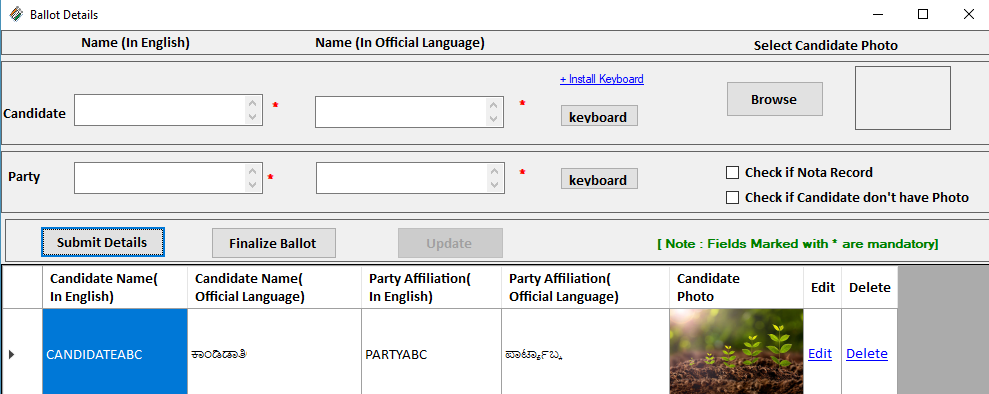 Ballot Details
Name (In English) Name (In Official Language) Select Candidate Photo
+ Install Keyboard
Candidate * * keyboard Browse
Party * * keyboard
Check if Nota Record
Check if Candidate don't have Photo
Submit Details Finalize Ballot Update [ Note : Fields Marked with * are mandatory]
Candidate Name( In English) Candidate Name( Official Language) Party Affiliation( In English) Party Affiliation( Official Language) Candidate Photo Edit Delete
CANDIDATEABC ಕಾಂಡಿಡಾತಿ PARTYABC ಪಾರ್ಟ್ಯಾಬ್ಕ Edit Delete